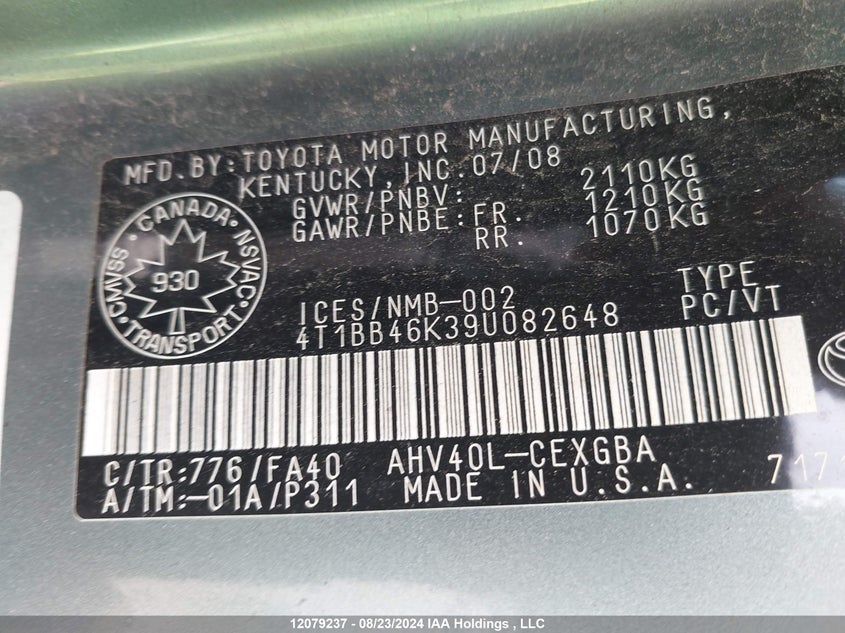 MFD.BY:TOYOTA MOTOR MANUFACTURING,
KENTUCKY,INC.07/08
GVWR/PNBV: 2110KG
GAWR/PNBE:FR. 1210KG
RR. 1070KG
CANADA
CMVSS NSVAC
930
TRANSPORT
ICES/NMB-002
TYPE
4T1BB46K39U082648
PC/VT
C/TR:776/FA40 AHV40L-CEXGBA
A/TM:-01A/P311 MADE IN U.S.A. 717
12079237 - 08/23/2024 IAA Holdings , LLC